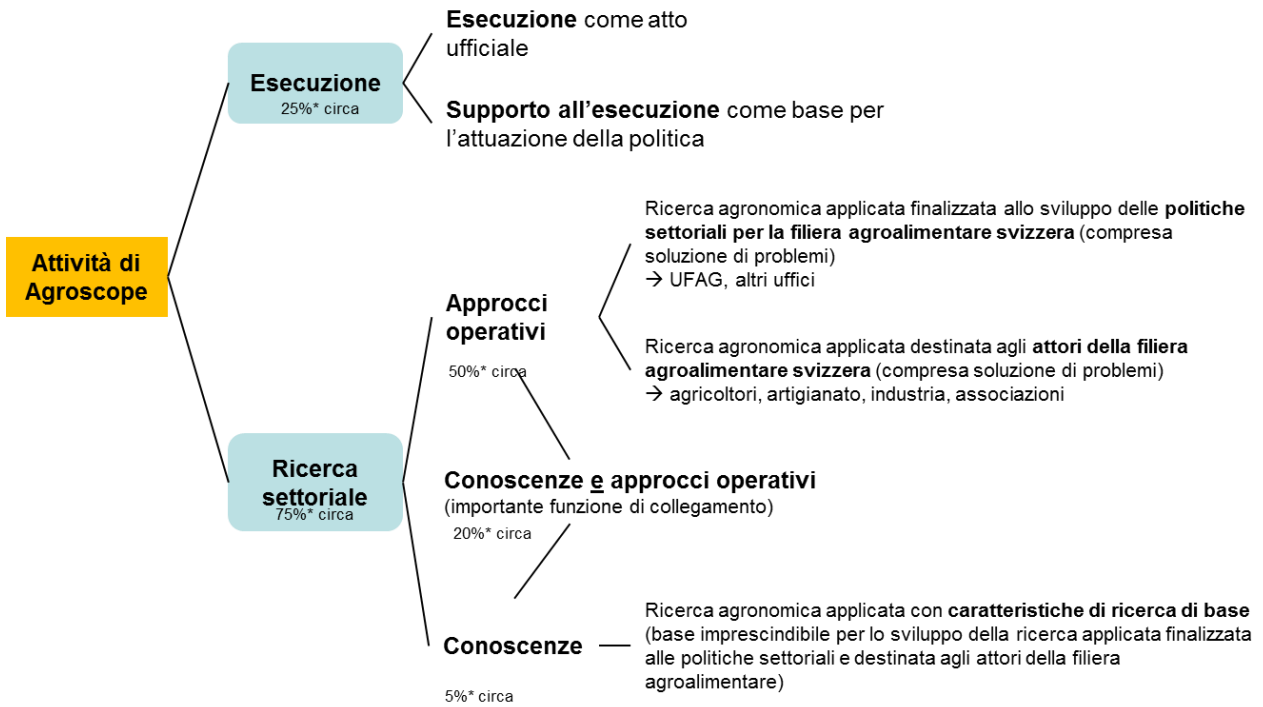 Attività di
Agroscope
Esecuzione
25%* circa
Esecuzione come atto
ufficiale
Supporto all’esecuzione come base per
l’attuazione della politica
Ricerca
settoriale
75%* circa
Approcci
operativi
50%* circa
Ricerca agronomica applicata finalizzata allo sviluppo delle politiche
settoriali per la filiera agroalimentare svizzera (compresa
soluzione di problemi)
→ UFAG, altri uffici
Ricerca agronomica applicata destinata agli attori della filiera
agroalimentare svizzera (compresa soluzione di problemi)
→ agricoltori, artigianato, industria, associazioni
Conoscenze e approcci operativi
(importante funzione di collegamento)
20%* circa
Conoscenze
5%* circa
Ricerca agronomica applicata con caratteristiche di ricerca di base
(base imprescindibile per lo sviluppo della ricerca applicata finalizzata
alle politiche settoriali e destinata agli attori della filiera
agroalimentare)